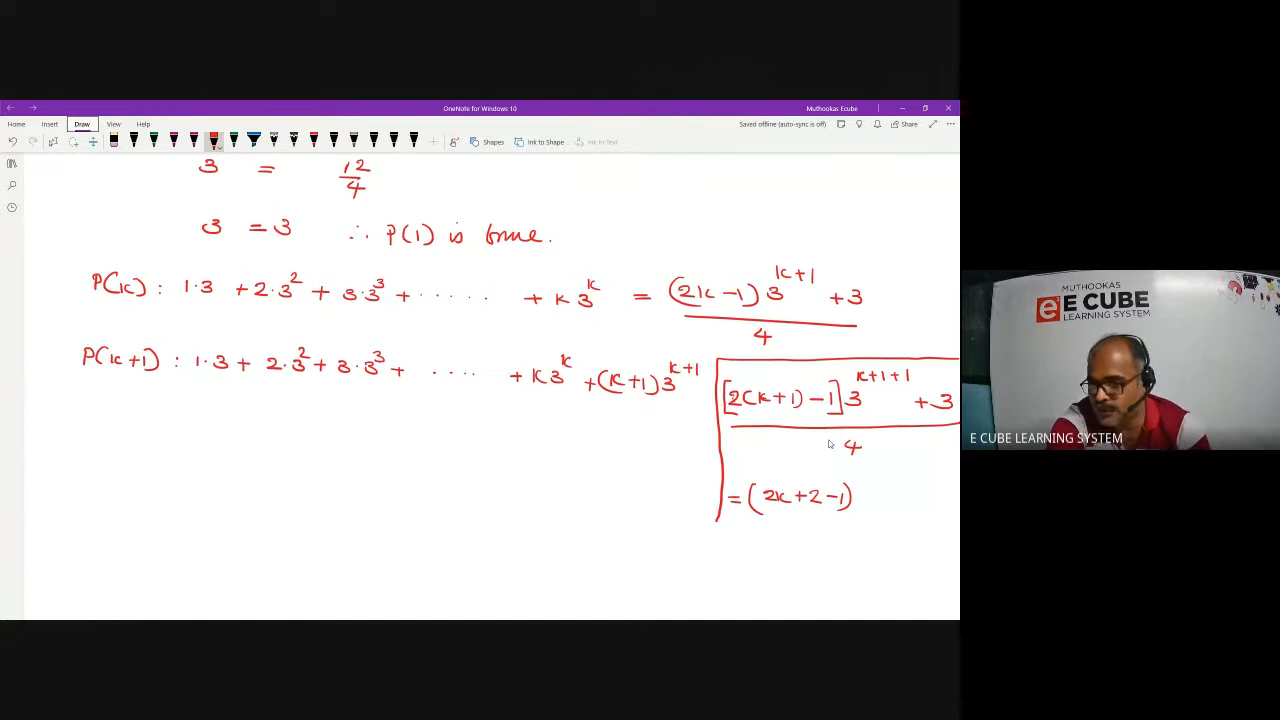 OneNote for Windows 10
Muthookas Ecube
Home Insert Draw View Help
Saved offline (auto-sync is off)
Share
Shapes
Ink to Shape
Ink to Text
3 = 12/4
3 = 3 ∴ P(1) is true.
P(k) : 1·3 + 2·3² + 3·3³ + ······ + k3^k = (2k-1)3^(k+1) + 3 / 4
P(k+1) : 1·3 + 2·3² + 3·3³ + ···· + k3^k + (k+1)3^(k+1)
[2(k+1)-1]3^(k+1+1) + 3 / 4
= (2k+2-1)
MUTHOOKAS
e E CUBE
LEARNING SYSTEM
E CUBE LEARNING SYSTEM